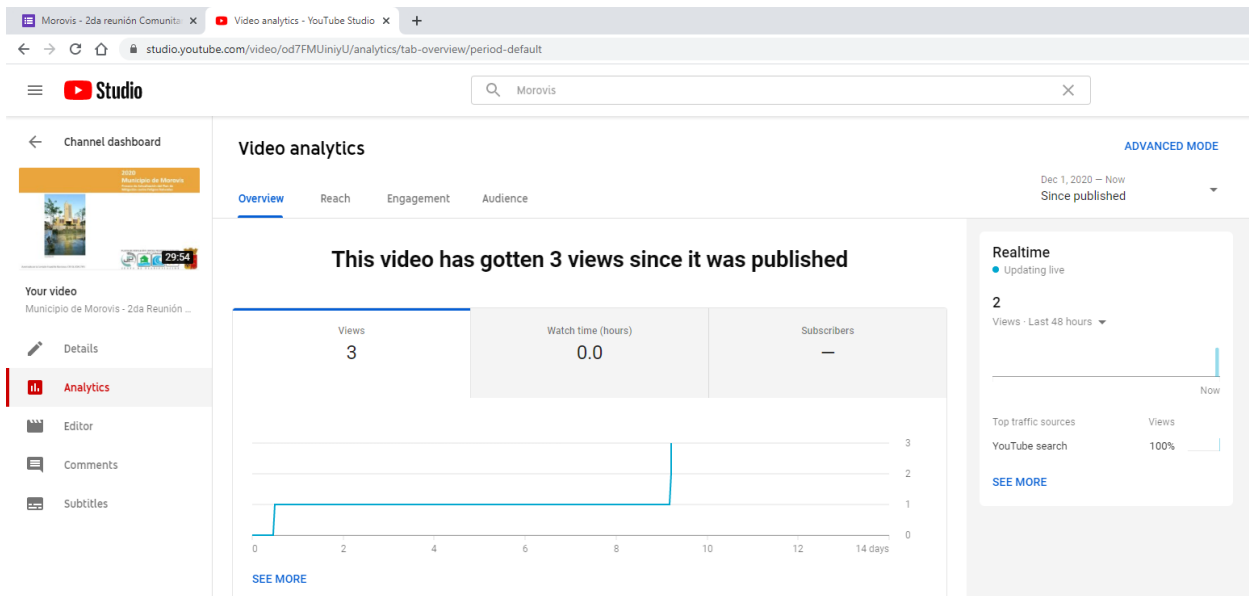 Morovis - 2da reunión Comunita
Video analytics - YouTube Studio
studio.youtube.com/video/od7FMUiniyU/analytics/tab-overview/period-default
Studio
Morovis
Channel dashboard
2020
Municipio de Morovis
29:54
Your video
Municipio de Morovis - 2da Reunión ...
Details
Analytics
Editor
Comments
Subtitles
Video analytics
ADVANCED MODE
Overview Reach Engagement Audience
Dec 1, 2020 – Now
Since published
This video has gotten 3 views since it was published
Views
3
Watch time (hours)
0.0
Subscribers
—
3
2
1
0
0 2 4 6 8 10 12 14 days
SEE MORE
Realtime
Updating live
2
Views · Last 48 hours
Now
Top traffic sources Views
YouTube search 100%
SEE MORE